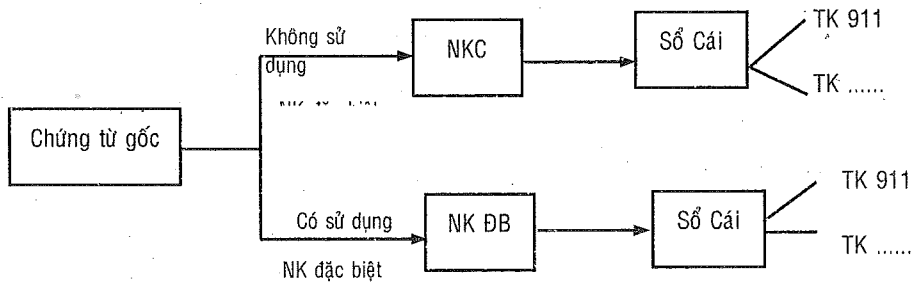 Không sử
dụng
NKC
Sổ Cái
TK 911
TK ......
Chứng từ gốc
Có sử dụng
NK đặc biệt
NK ĐB
Sổ Cái
TK 911
TK ......